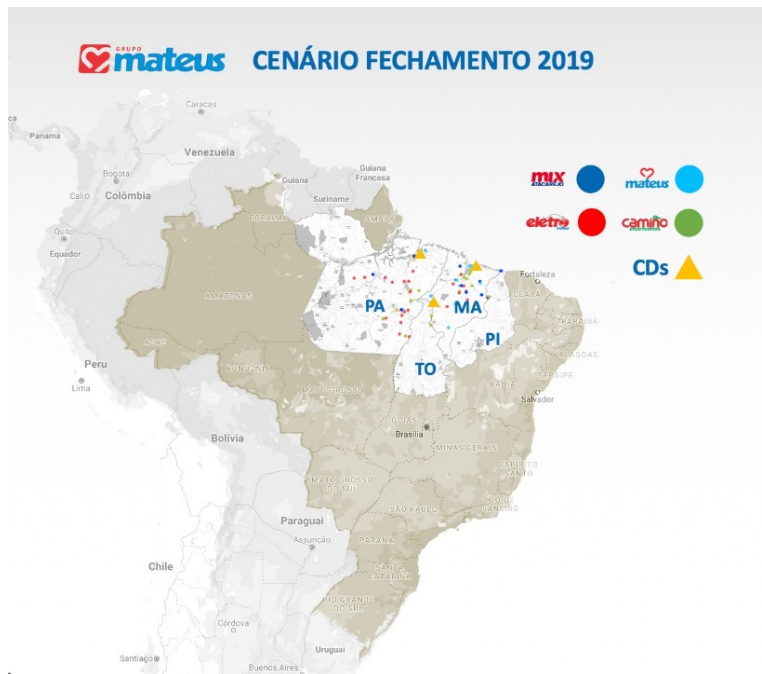 GRUPO
mateus
CENÁRIO FECHAMENTO 2019
Caracas
Panamá
Venezuela
Bogotá
Guiana
Guiana
Francesa
Cali
Colômbia
Suriname
mix
ATACAREJO
mateus
RORAIMA
AMAPÁ
Quito
eletro
camiño
Equador
CDs
Fortaleza
AMAZONAS
PA
MA
CEARÁ
PARAÍBA
PI
ACRE
ALAGOAS
Peru
TO
SERGIPE
RONDÔNI
MATO GROSSO
BAHIA
Lima
Salvador
GOIÁS
Brasília
Bolívia
MINAS GERAIS
ESPÍRITO
SANTO
MATO GROSSO
DO SUL
RIO DE
JANEIRO
SÃO PAULO
Paraguai
Assunção
PARANÁ
Chile
SANTA
CATARINA
RIO GRANDE
DO SUL
Córdova
Uruguai
Santiago
Buenos Aires